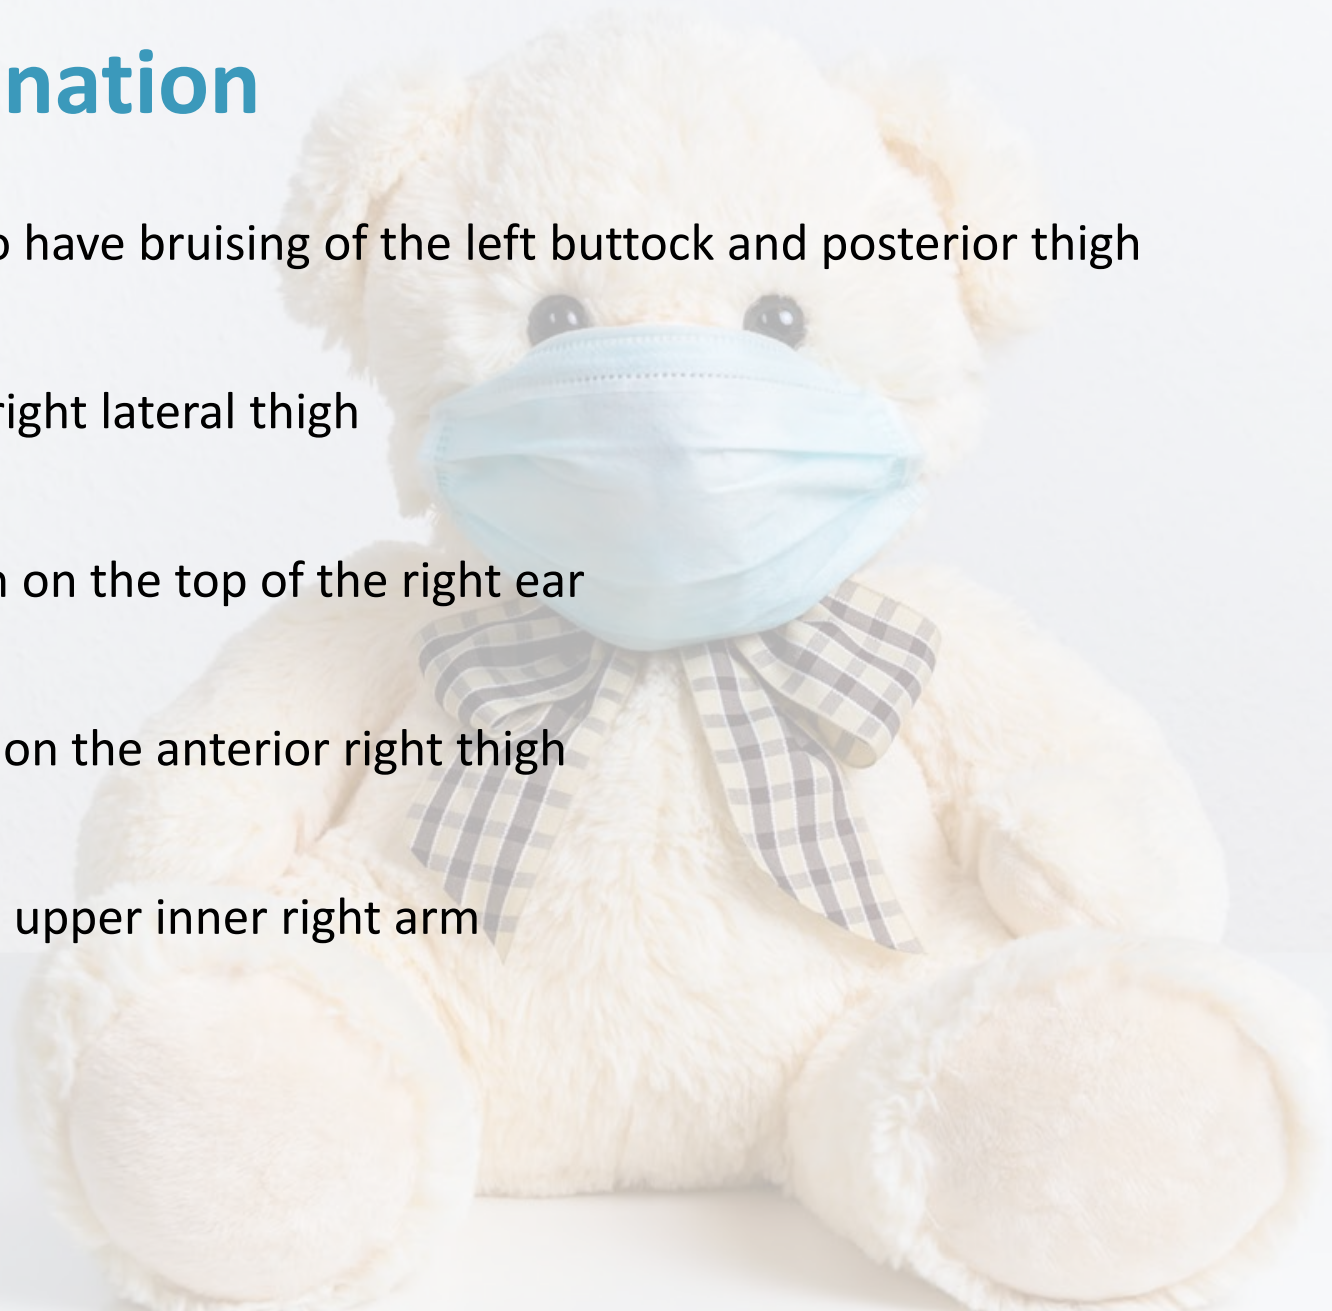 nation
o have bruising of the left buttock and posterior thigh
right lateral thigh
n on the top of the right ear
on the anterior right thigh
upper inner right arm